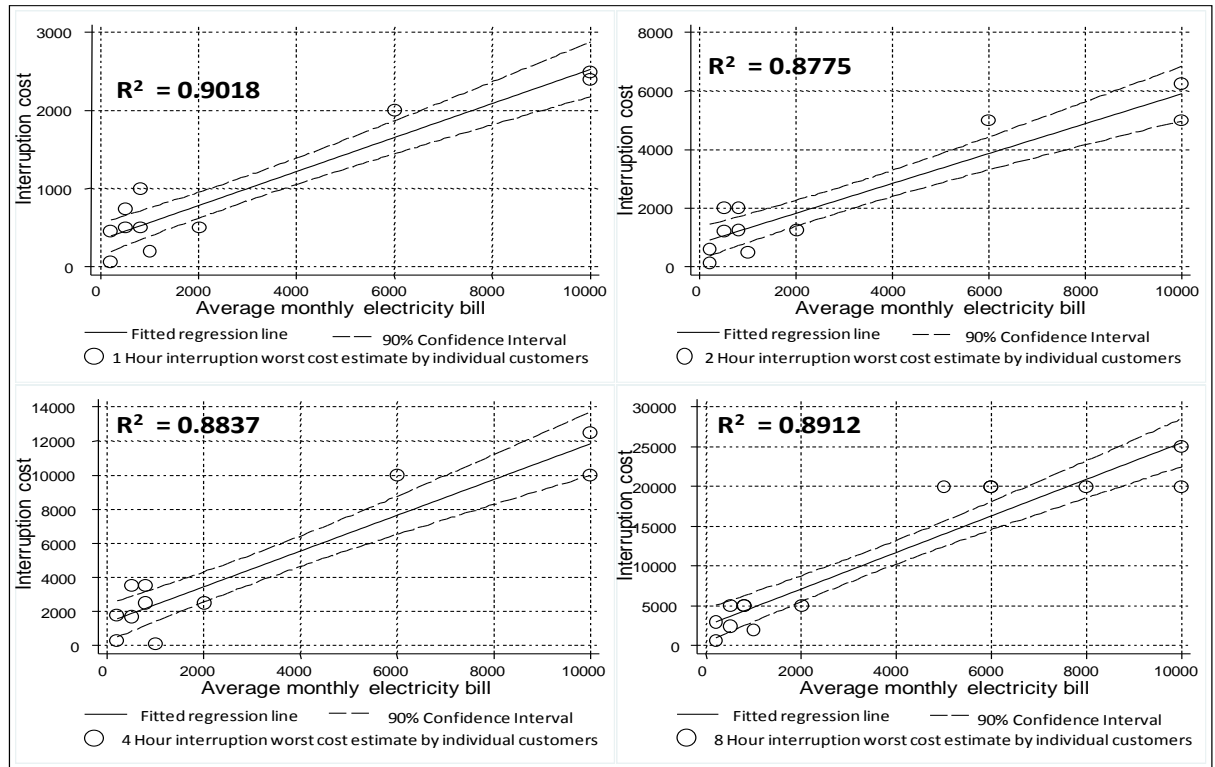 3000
2000
1000
0
Interruption cost
R² = 0.9018
0 2000 4000 6000 8000 10000
Average monthly electricity bill
Fitted regression line 90% Confidence Interval
1 Hour interruption worst cost estimate by individual customers
8000
6000
4000
2000
0
Interruption cost
R² = 0.8775
0 2000 4000 6000 8000 10000
Average monthly electricity bill
Fitted regression line 90% Confidence Interval
2 Hour interruption worst cost estimate by individual customers
14000
12000
10000
8000
6000
4000
2000
0
Interruption cost
R² = 0.8837
0 2000 4000 6000 8000 10000
Average monthly electricity bill
Fitted regression line 90% Confidence Interval
4 Hour interruption worst cost estimate by individual customers
30000
25000
20000
15000
10000
5000
0
Interruption cost
R² = 0.8912
0 2000 4000 6000 8000 10000
Average monthly electricity bill
Fitted regression line 90% Confidence Interval
8 Hour interruption worst cost estimate by individual customers